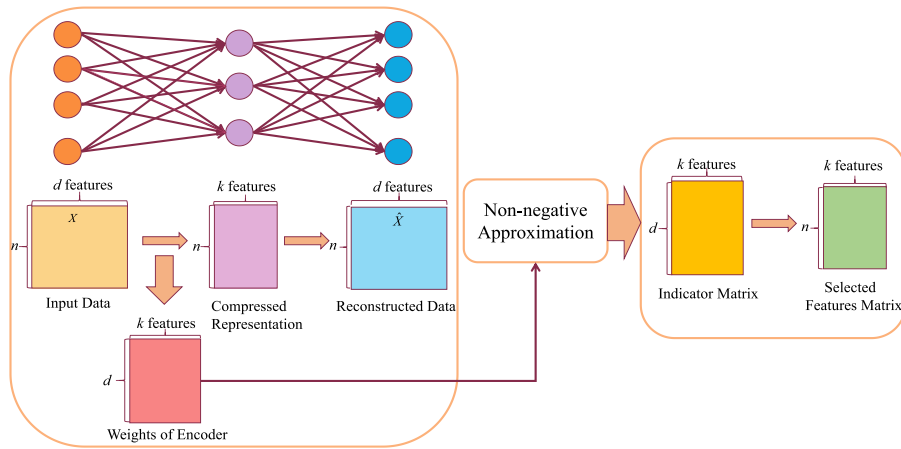 d features
X
n
Input Data
k features
n
Compressed
Representation
d features
X̂
n
Reconstructed Data
k features
d
Weights of Encoder
Non-negative
Approximation
k features
d
Indicator Matrix
k features
n
Selected
Features Matrix